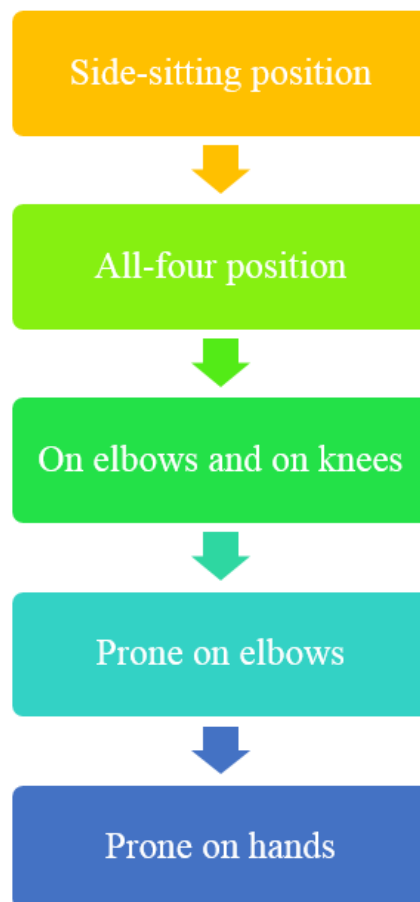 Side-sitting position
All-four position
On elbows and on knees
Prone on elbows
Prone on hands